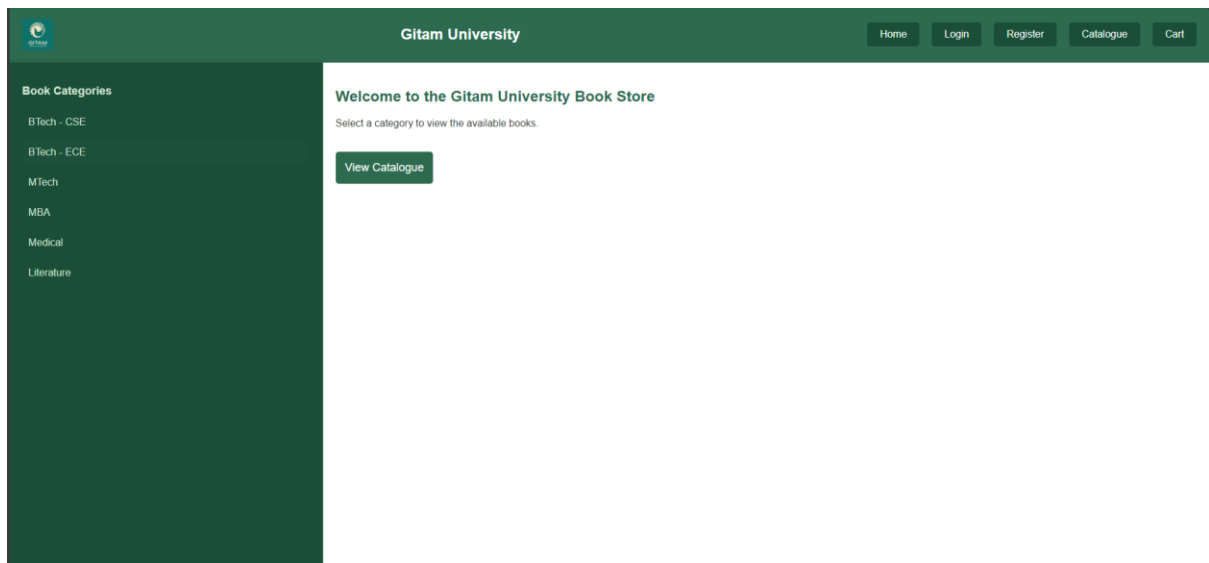 GITAM
Gitam University
Home
Login
Register
Catalogue
Cart
Book Categories
BTech - CSE
BTech - ECE
MTech
MBA
Medical
Literature
Welcome to the Gitam University Book Store
Select a category to view the available books.
View Catalogue